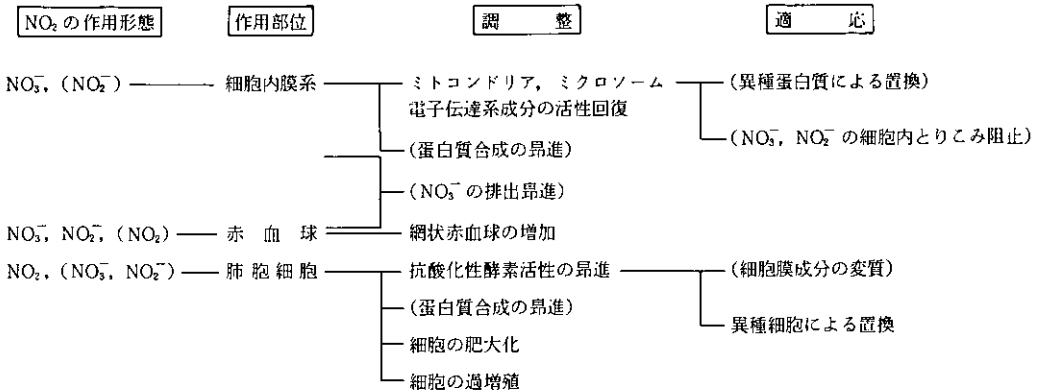 NO₂の作用形態 作用部位 調 整 適 応
NO₃⁻, (NO₂⁻) 細胞内膜系 ミトコンドリア, ミクロソーム (異種蛋白質による置換)
電子伝達系成分の活性回復
(NO₃⁻, NO₂⁻の細胞内とりこみ阻止)
(蛋白質合成の昻進)
(NO₃⁻の排出昻進)
NO₃⁻, NO₂⁻, (NO₂) 赤 血 球 網状赤血球の増加
NO₂, (NO₃⁻, NO₂⁻) 肺胞細胞 抗酸化性酵素活性の昻進 (細胞膜成分の変質)
(蛋白質合成の昻進)
異種細胞による置換
細胞の肥大化
細胞の過増殖